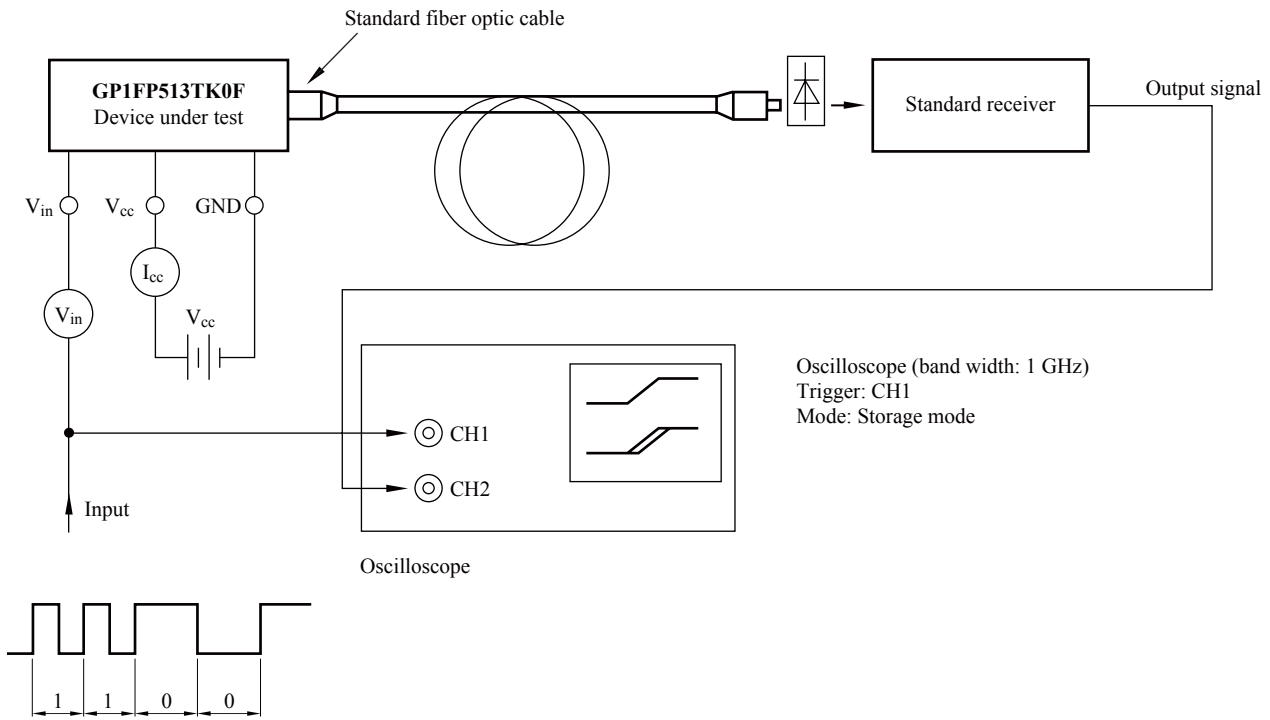 Standard fiber optic cable
GP1FP513TK0F
Device under test
Standard receiver
Output signal
Vin
Vcc
GND
Icc
Vin
Vcc
Oscilloscope (band width: 1 GHz)
Trigger: CH1
Mode: Storage mode
CH1
CH2
Input
Oscilloscope
1 1 0 0